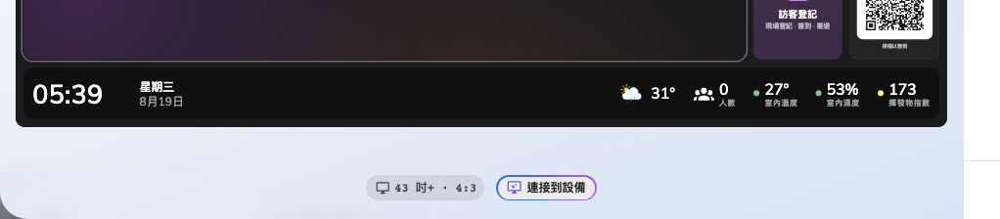 訪客登記
現場登記 · 簽到 · 簽退
掃描以簽到
05:39
星期三
8月19日
31°
0
人數
27°
室內溫度
53%
室內濕度
173
揮發物指數
43 吋+ · 4:3
連接到設備